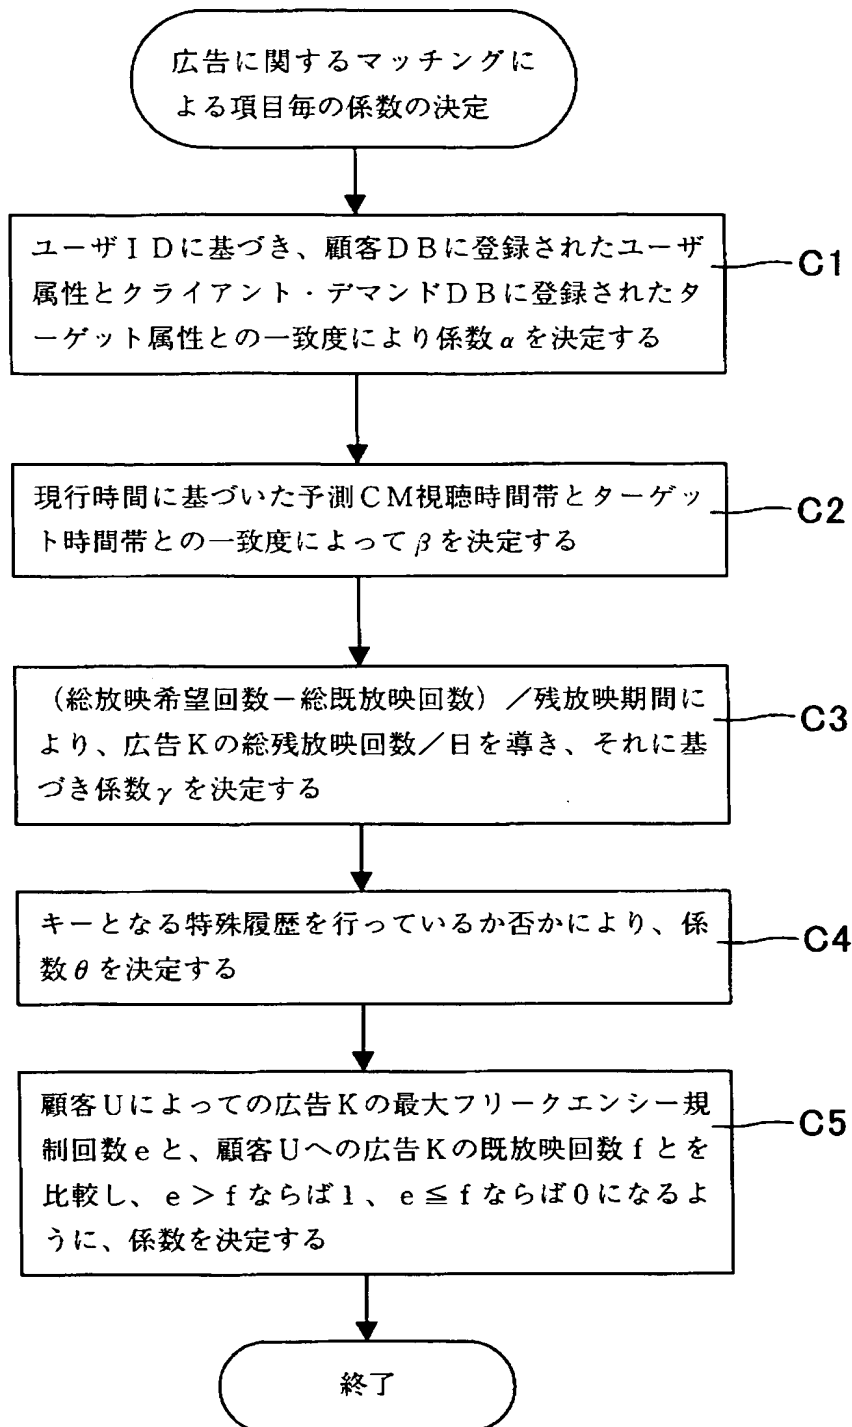 広告に関するマッチングに
よる項目毎の係数の決定
ユーザＩＤに基づき、顧客ＤＢに登録されたユーザ
属性とクライアント・デマンドＤＢに登録されたタ
ーゲット属性との一致度により係数αを決定する
C1
現行時間に基づいた予測ＣＭ視聴時間帯とターゲッ
ト時間帯との一致度によってβを決定する
C2
（総放映希望回数－総既放映回数）／残放映期間に
より、広告Ｋの総残放映回数／日を導き、それに基
づき係数γを決定する
C3
キーとなる特殊履歴を行っているか否かにより、係
数θを決定する
C4
顧客Ｕによっての広告Ｋの最大フリークエンシー規
制回数ｅと、顧客Ｕへの広告Ｋの既放映回数ｆとを
比較し、ｅ＞ｆならば１、ｅ≦ｆならば０になるよ
うに、係数を決定する
C5
終了